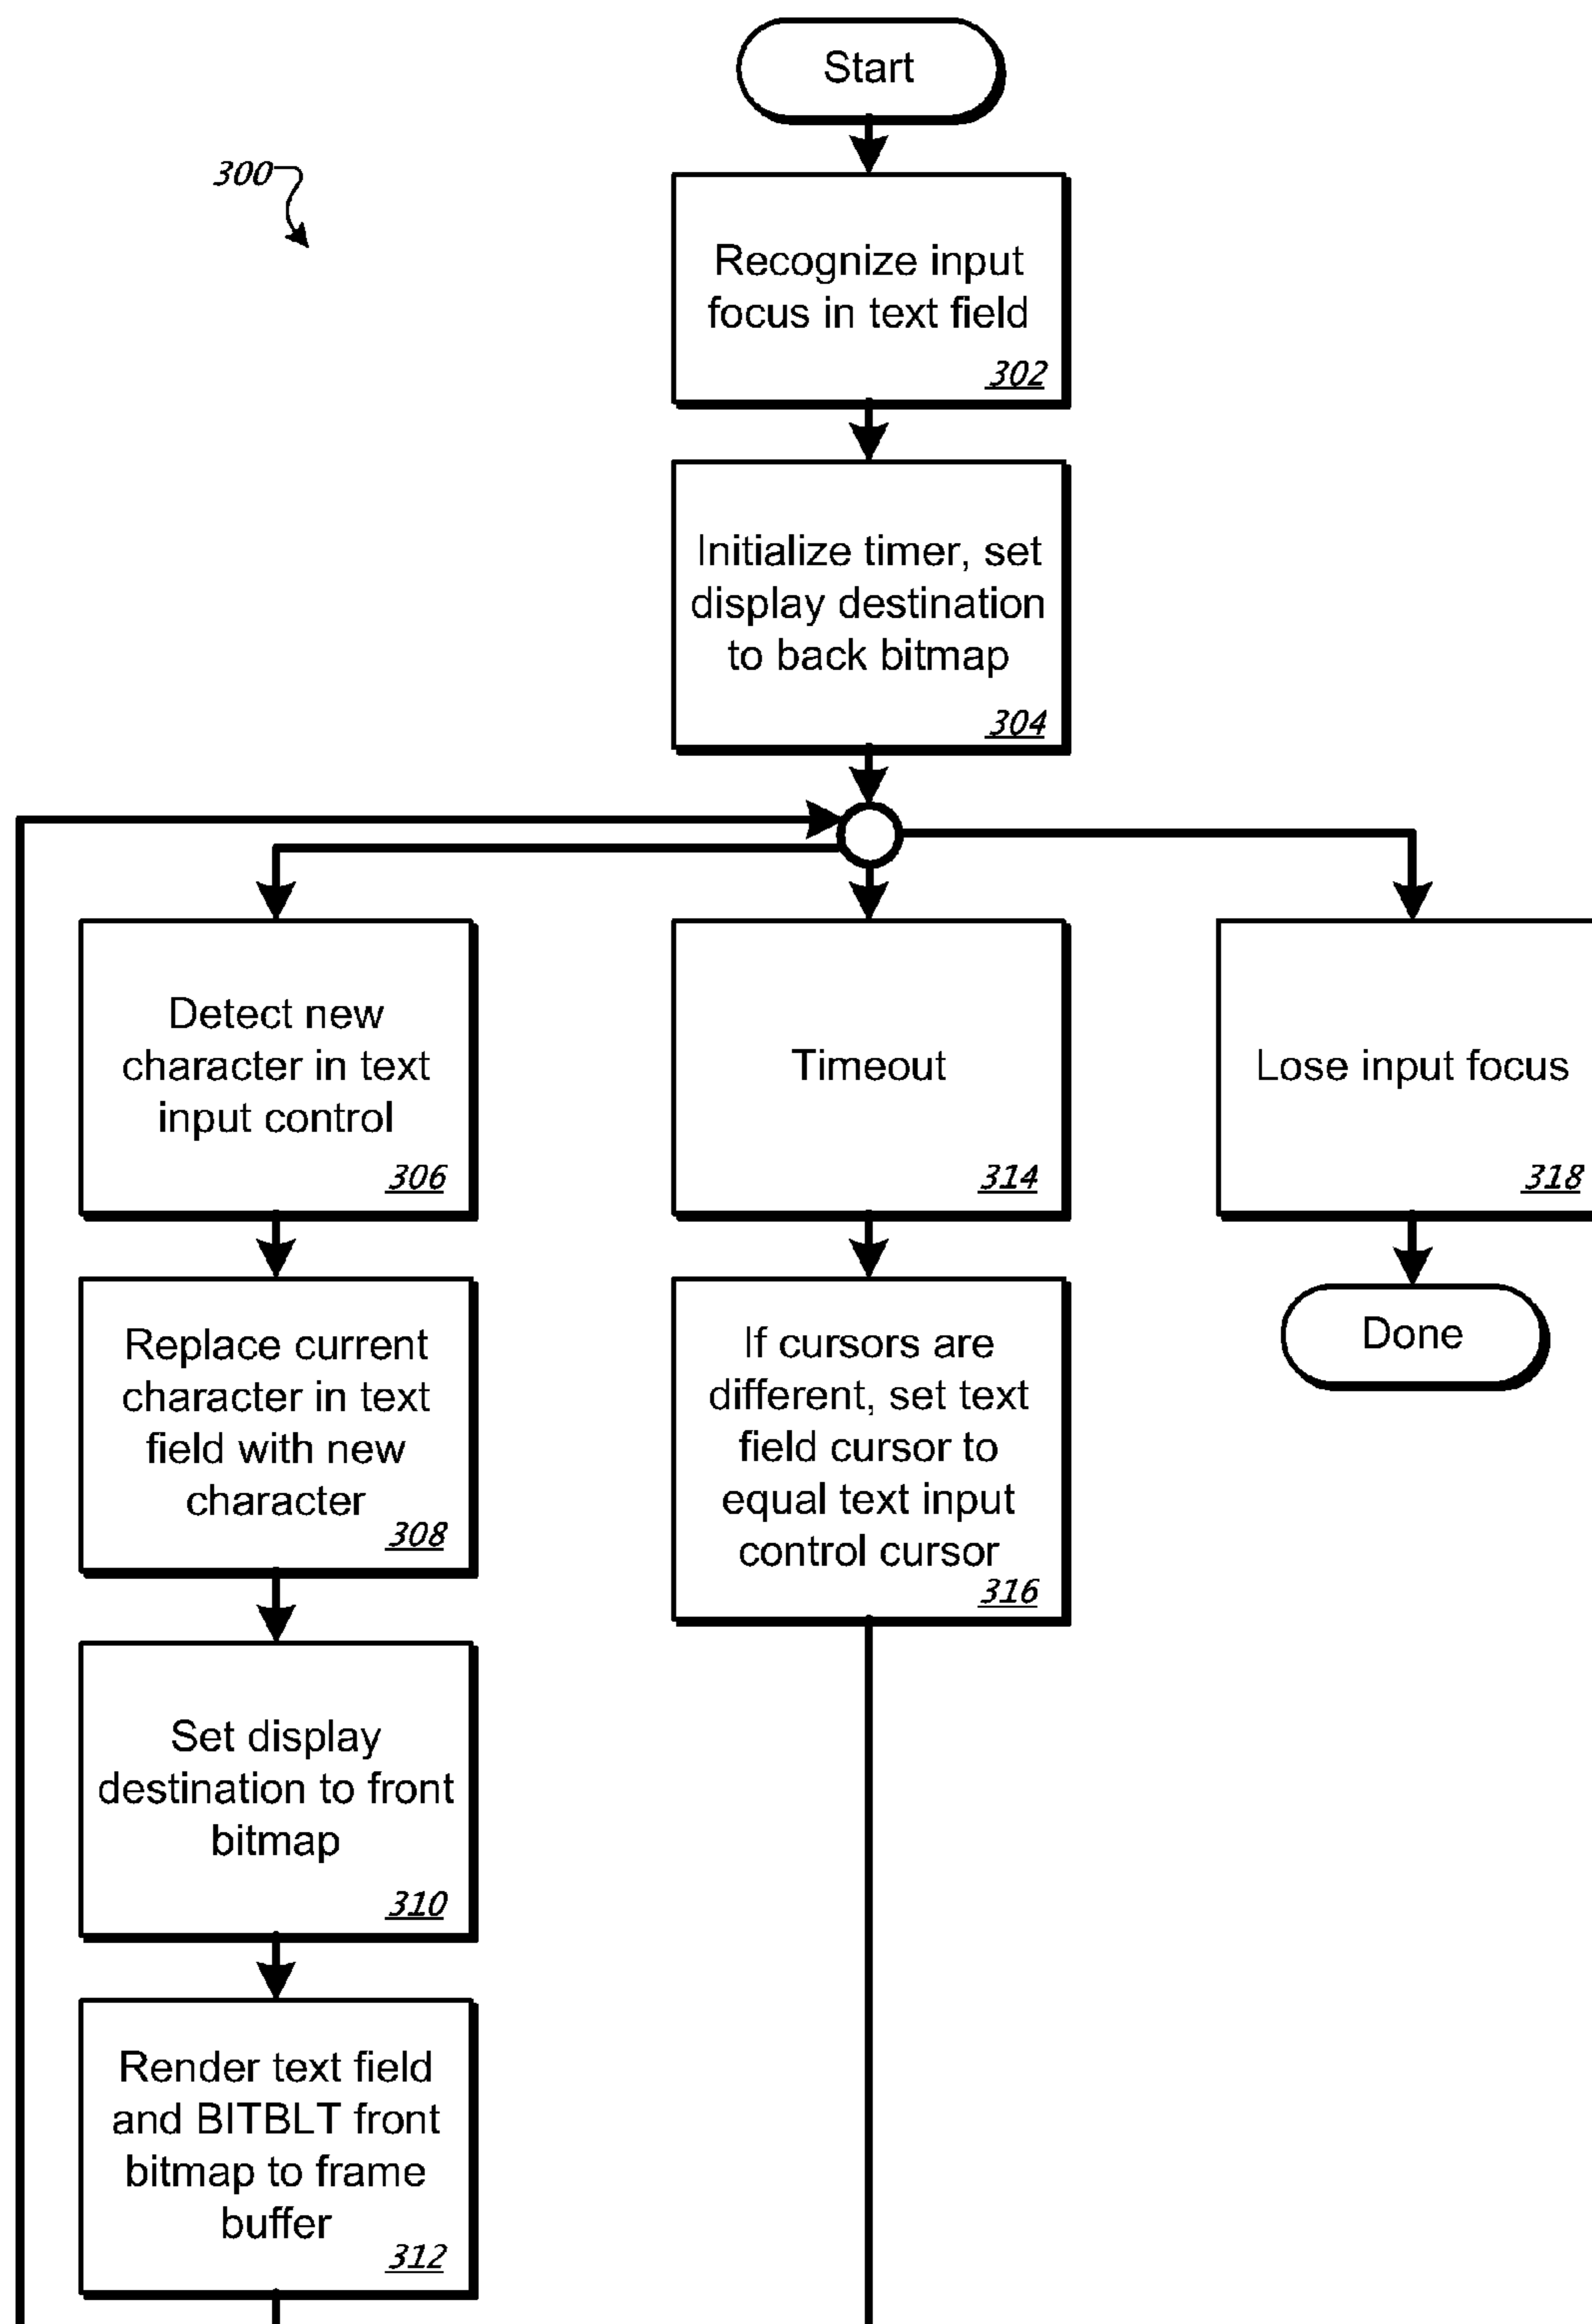 Start
300
Recognize input
focus in text field
302
Initialize timer, set
display destination
to back bitmap
304
Detect new
character in text
input control
306
Timeout
314
Lose input focus
318
Replace current
character in text
field with new
character
308
If cursors are
different, set text
field cursor to
equal text input
control cursor
316
Done
Set display
destination to front
bitmap
310
Render text field
and BITBLT front
bitmap to frame
buffer
312